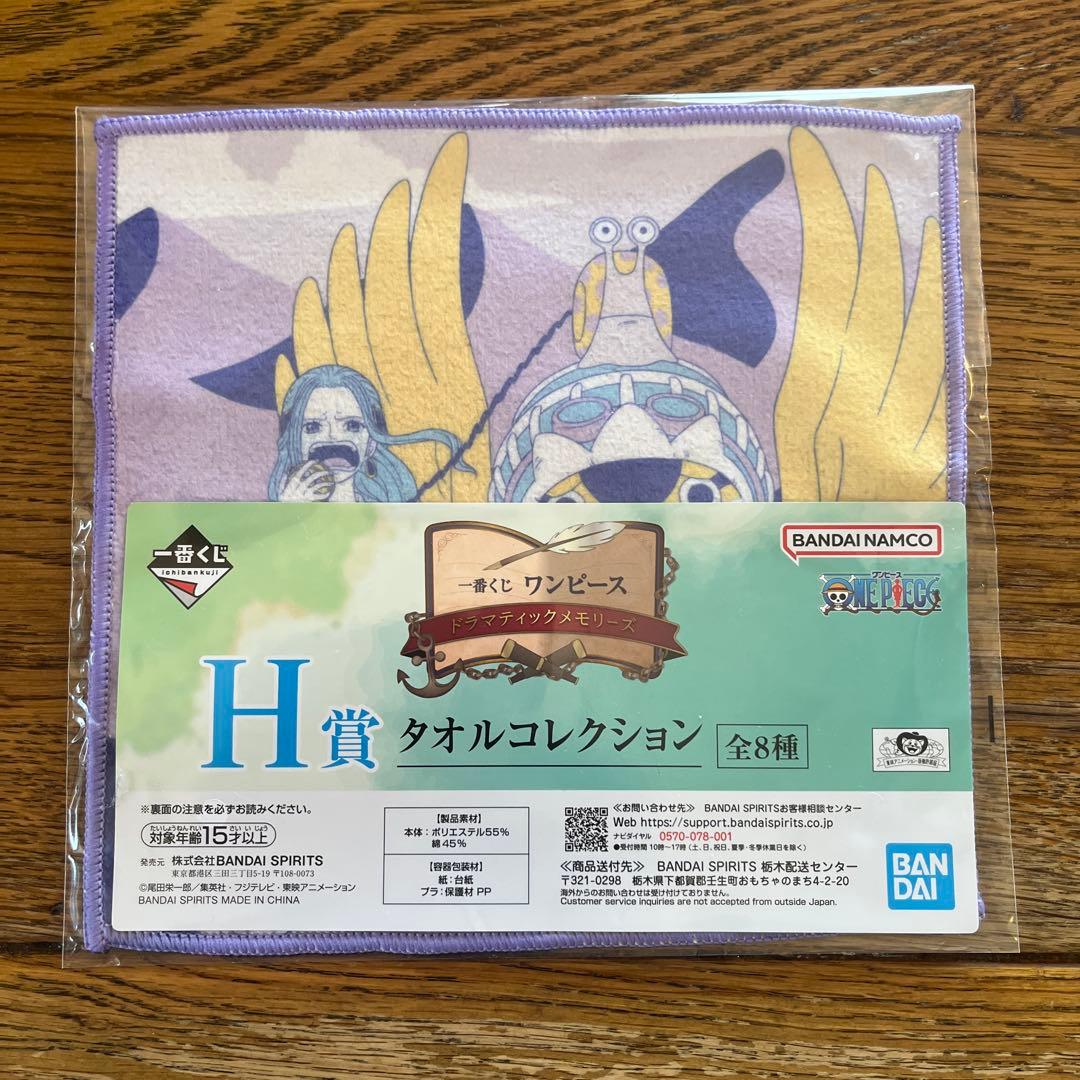 一番くじ
ichibankuji
一番くじ ワンピース
ドラマティックメモリーズ
BANDAI NAMCO
ワンピース
ONE PIECE
H賞 タオルコレクション 全8種
※裏面の注意を必ずお読みください。
たいしょうねんれい さい いじょう
対象年齢15才以上
発売元 株式会社BANDAI SPIRITS
東京都港区三田三丁目5-19 〒108-0073
©尾田栄一郎／集英社・フジテレビ・東映アニメーション
BANDAI SPIRITS MADE IN CHINA
【製品素材】
本体：ポリエステル55%
綿45%
【容器包装材】
紙：台紙
プラ：保護材 PP
≪お問い合わせ先≫ BANDAI SPIRITSお客様相談センター
Web https://support.bandaispirits.co.jp
ナビダイヤル 0570-078-001
●受付時間 10時〜17時（土、日、祝日、夏季・冬季休業日を除く）
≪商品送付先≫ BANDAI SPIRITS 栃木配送センター
〒321-0298 栃木県下都賀郡壬生町おもちゃのまち4-2-20
海外からのお問い合わせは受け付けておりません。
Customer service inquiries are not accepted from outside Japan.
BAN
DAI